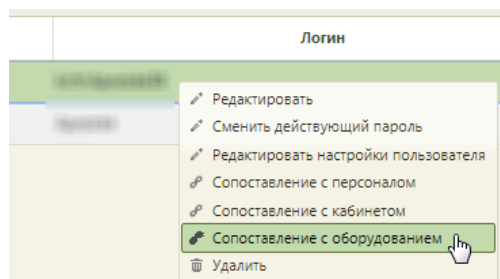 Логин
Редактировать
Сменить действующий пароль
Редактировать настройки пользователя
Сопоставление с персоналом
Сопоставление с кабинетом
Сопоставление с оборудованием
Удалить